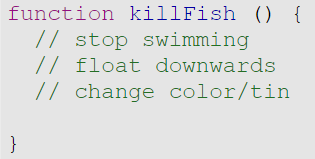 function killFish () {
// stop swimming
// float downwards
// change color/tin
}